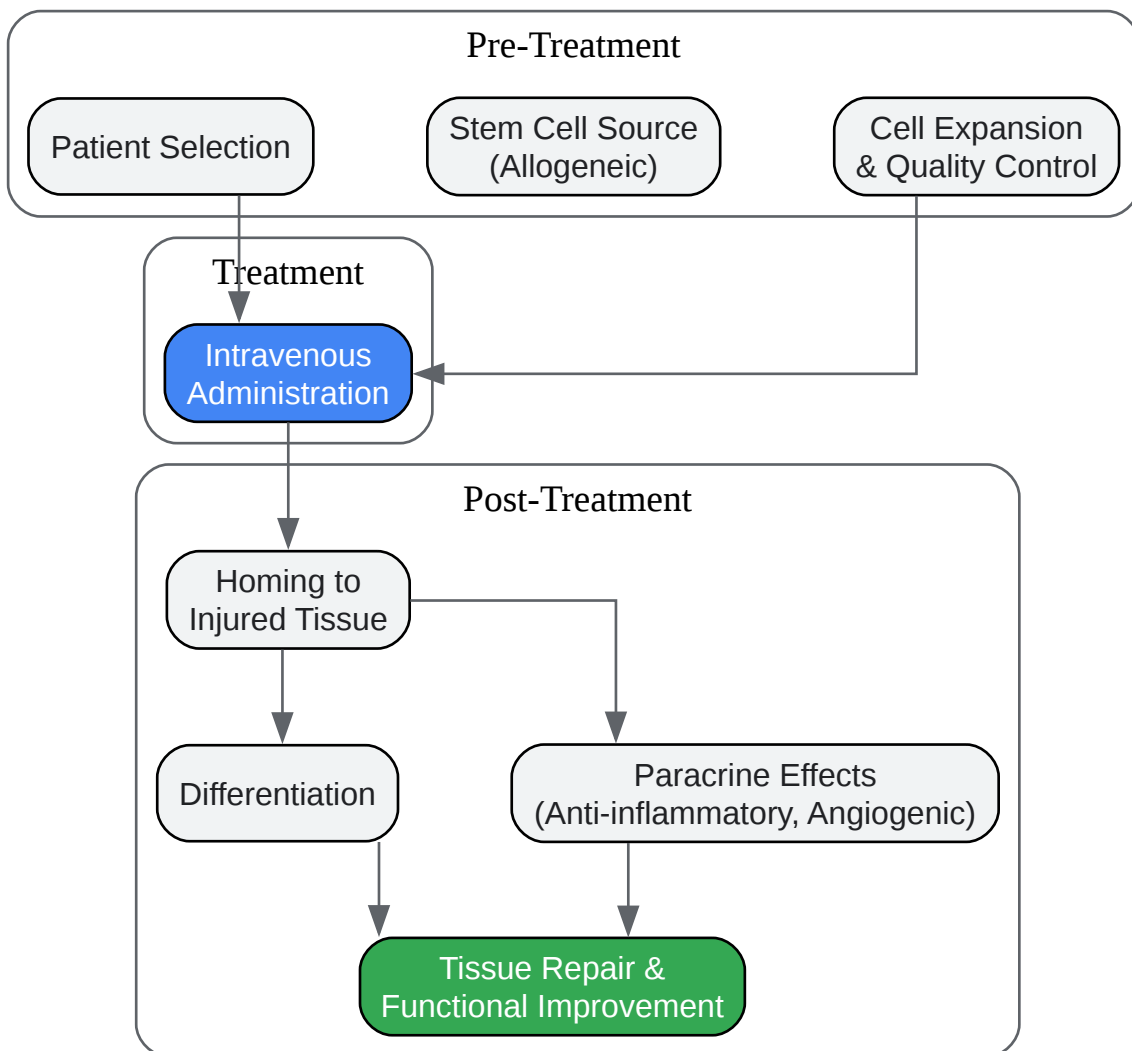 Pre-Treatment
Patient Selection
Stem Cell Source
(Allogeneic)
Cell Expansion
& Quality Control
Treatment
Intravenous
Administration
Post-Treatment
Homing to
Injured Tissue
Differentiation
Paracrine Effects
(Anti-inflammatory, Angiogenic)
Tissue Repair &
Functional Improvement